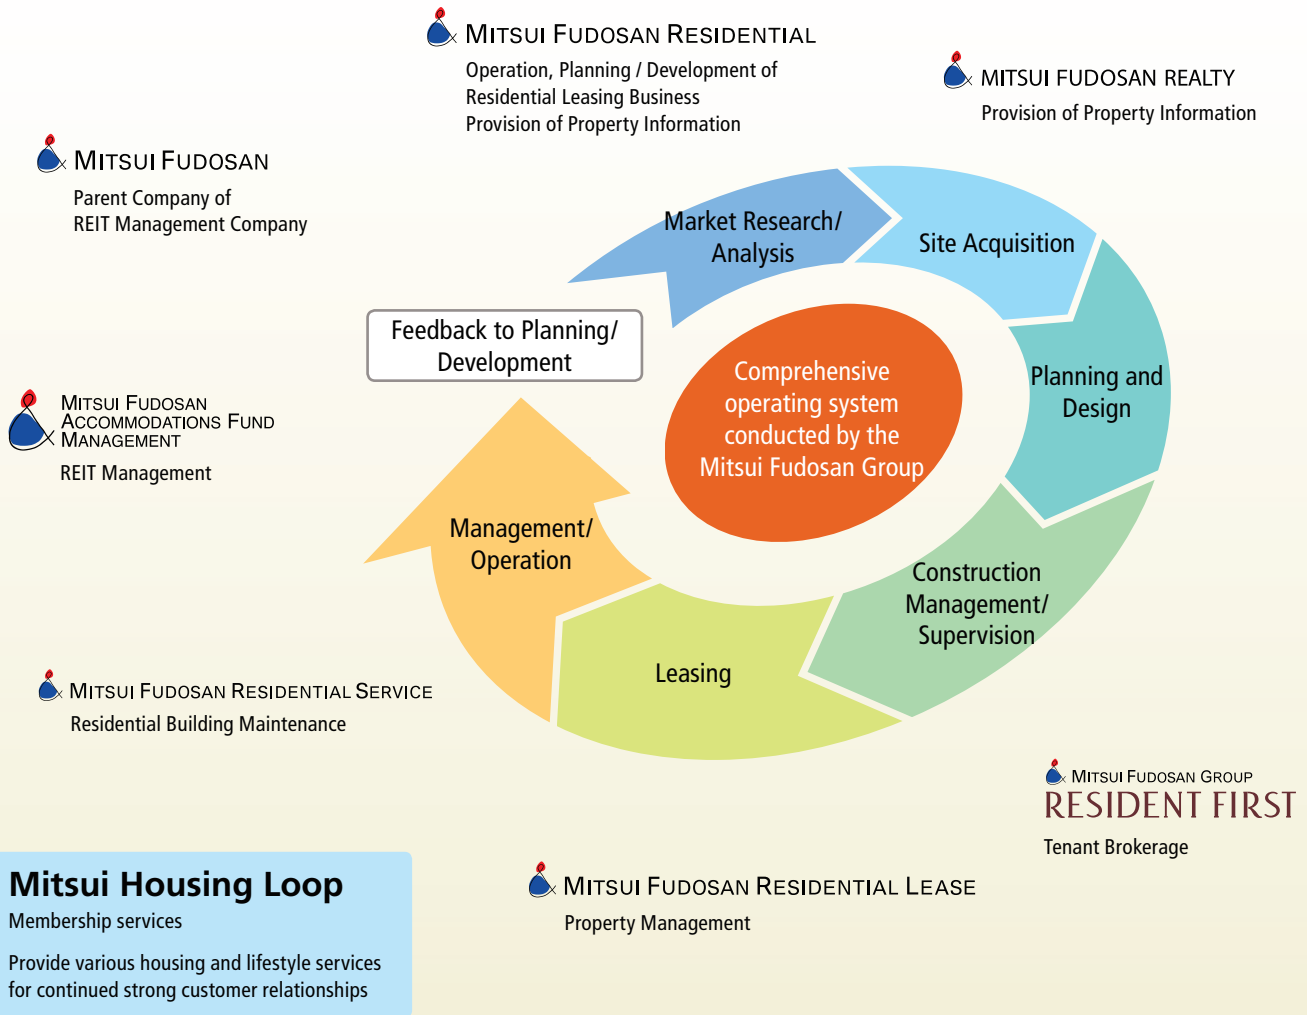 MITSUI FUDOSAN RESIDENTIAL
Operation, Planning / Development of
Residential Leasing Business
Provision of Property Information
MITSUI FUDOSAN REALTY
Provision of Property Information
MITSUI FUDOSAN
Parent Company of
REIT Management Company
Market Research/
Analysis
Site Acquisition
Feedback to Planning/
Development
Comprehensive
operating system
conducted by the
Mitsui Fudosan Group
Planning and
Design
MITSUI FUDOSAN
ACCOMMODATIONS FUND
MANAGEMENT
REIT Management
Management/
Operation
Construction
Management/
Supervision
Leasing
MITSUI FUDOSAN RESIDENTIAL SERVICE
Residential Building Maintenance
MITSUI FUDOSAN GROUP
RESIDENT FIRST
Tenant Brokerage
Mitsui Housing Loop
Membership services
Provide various housing and lifestyle services
for continued strong customer relationships
MITSUI FUDOSAN RESIDENTIAL LEASE
Property Management